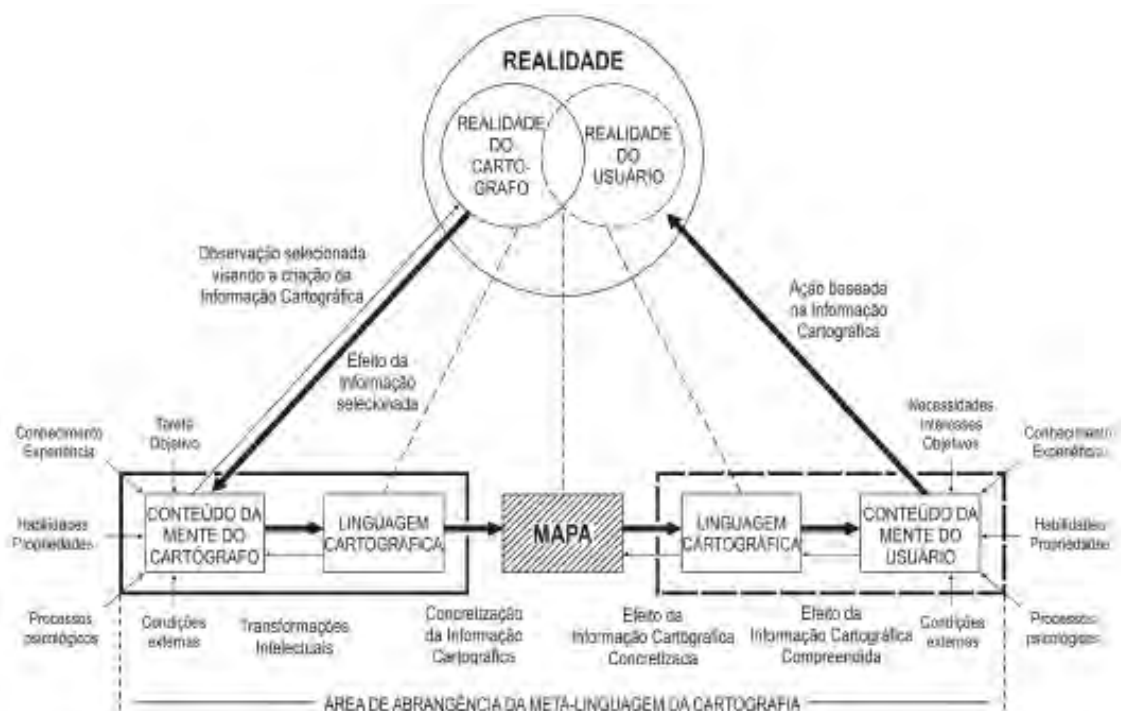 REALIDADE
REALIDADE
DO
CARTÓ-
GRAFO
REALIDADE
DO
USUÁRIO
Observação selecionada
visando a criação da
Informação Cartográfica
Efeito da
Informação
selecionada
Ação baseada
na Informação
Cartográfica
Conhecimento
Experiência
Tarefa
Objetivo
Necessidades
Interesses
Objetivos
Conhecimento
Experiência
Habilidades
Propriedades
CONTEÚDO DA
MENTE DO
CARTÓGRAFO
LINGUAGEM
CARTOGRÁFICA
MAPA
LINGUAGEM
CARTOGRÁFICA
CONTEÚDO DA
MENTE DO
USUÁRIO
Habilidades
Propriedades
Processos
psicológicos
Condições
externas
Transformações
Intelectuais
Concretização
da Informação
Cartográfica
Efeito da
Informação Cartográfica
Concretizada
Efeito da
Informação Cartográfica
Compreendida
Condições
externas
Processos
psicológicos
ÁREA DE ABRANGÊNCIA DA META-LINGUAGEM DA CARTOGRAFIA